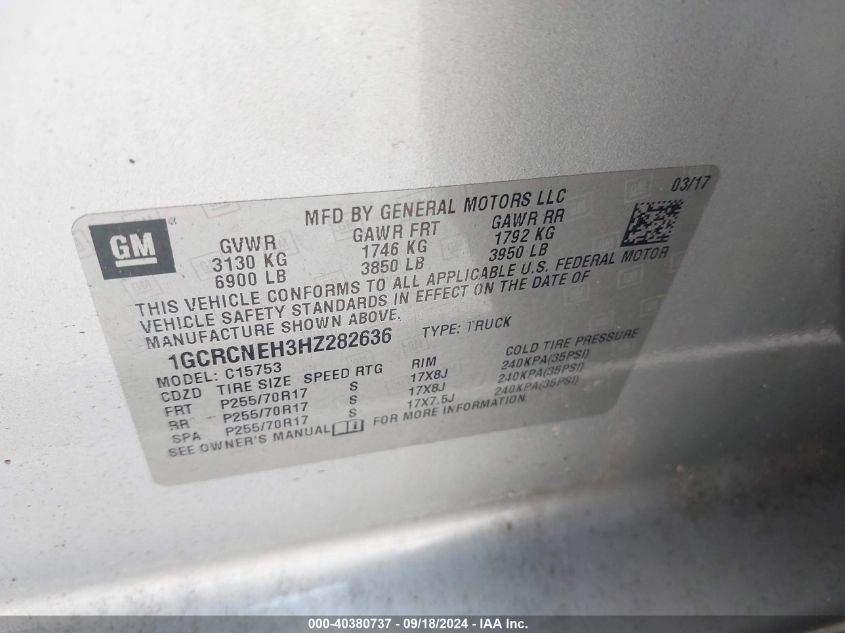 03/17
MFD BY GENERAL MOTORS LLC
GM
GVWR GAWR FRT GAWR RR
3130 KG 1746 KG 1792 KG
6900 LB 3850 LB 3950 LB
THIS VEHICLE CONFORMS TO ALL APPLICABLE U.S. FEDERAL MOTOR
VEHICLE SAFETY STANDARDS IN EFFECT ON THE DATE OF
MANUFACTURE SHOWN ABOVE.
1GCRCNEH3HZ282636 TYPE: TRUCK
MODEL: C15753
CDZD TIRE SIZE SPEED RTG RIM COLD TIRE PRESSURE
FRT P255/70R17 S 17X8J 240KPA(35PSI)
RR P255/70R17 S 17X8J 240KPA(35PSI)
SPA P255/70R17 S 17X7.5J 240KPA(35PSI)
SEE OWNER'S MANUAL FOR MORE INFORMATION.
000-40380737 - 09/18/2024 - IAA Inc.